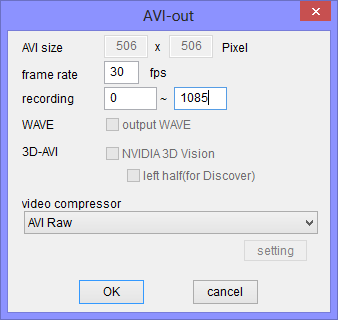 AVI-out
AVI size 506 x 506 Pixel
frame rate 30 fps
recording 0 ~ 1085
WAVE output WAVE
3D-AVI NVIDIA 3D Vision
left half(for Discover)
video compressor
AVI Raw
setting
OK cancel